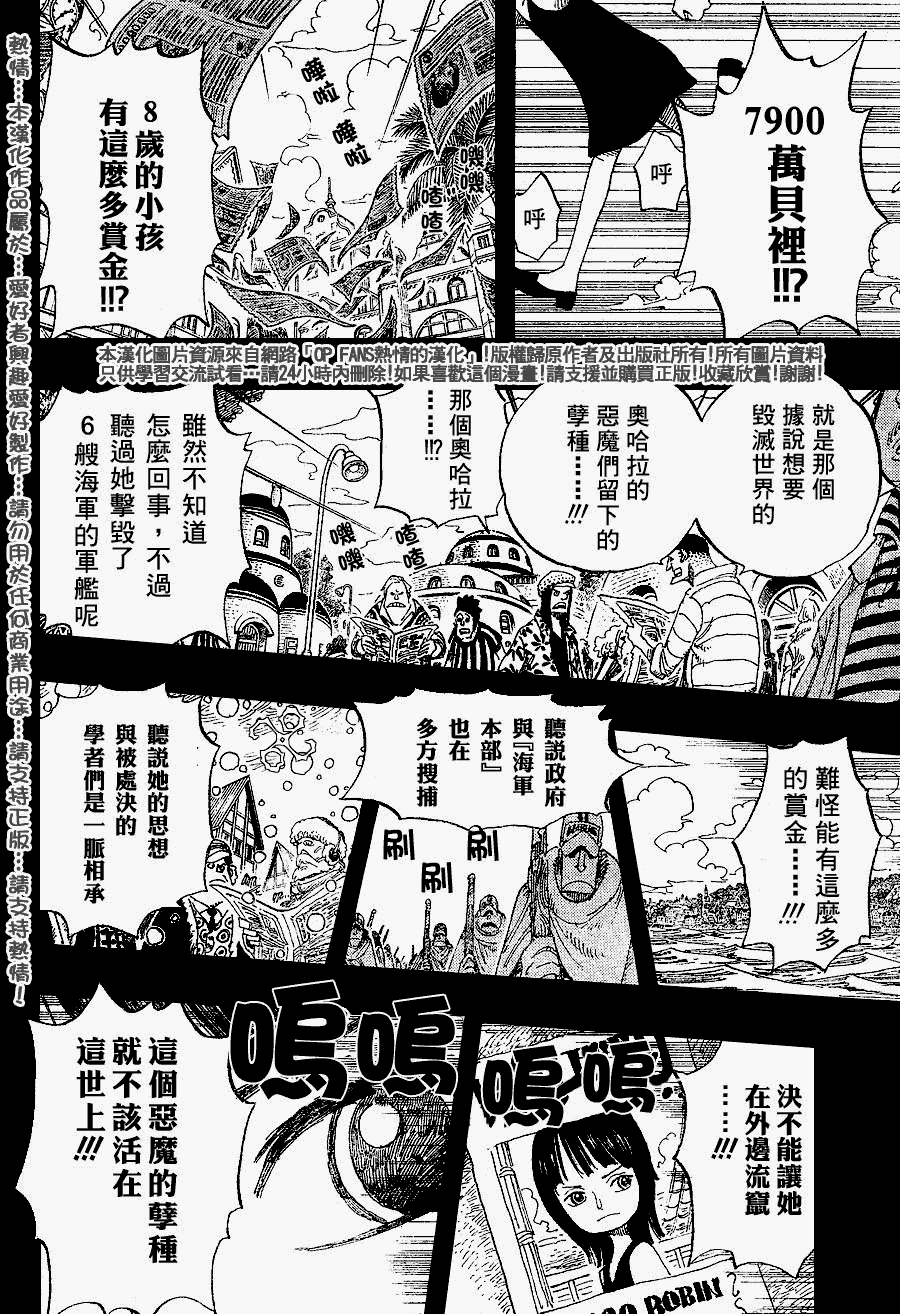 7900
萬貝裡!!?
呼
呼
8歲的小孩
有這麼多賞金!!!?
嘩啦
嘩啦
嘰嘰
喳喳
本漢化圖片資源來自網路「OP FANS熱情的漢化」!版權歸原作者及出版社所有!所有圖片資料
只供學習交流試看…請24小時內刪除!如果喜歡這個漫畫!請支援並購買正版!收藏欣賞!謝謝!
就是那個
據說想要
毀滅世界的
奧哈拉的
惡魔們留下的
孽種……!!!
那個奧哈拉
……!!!?
雖然不知道
怎麼回事，不過
聽過她擊毀了
6艘海軍的軍艦呢
喳喳
嘰嘰
難怪能有這麼多
的賞金……!!!
聽說政府
與『海軍
本部』
也在
多方搜捕
刷
刷
刷
聽說她的思想
與被處決的
學者們是一脈相承
決不能讓她
在外邊流竄
……!!!
嗚嗚
嗚嗚
CO ROBIN
這個惡魔的孽種
就不該活在
這世上!!!
熱情…本漢化作品屬於…愛好者興趣愛好製作…請勿用於任何商業用途…請支持正版…請支持熱情!